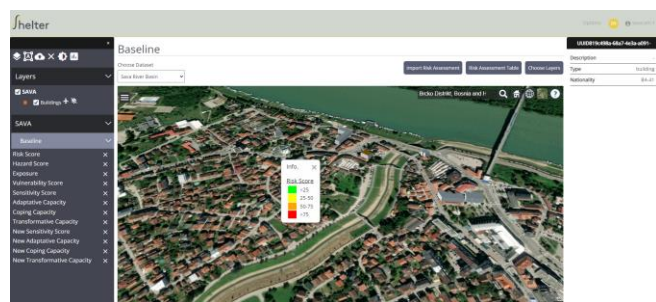 Shelter
Layers
SAVA
Buildings
SAVA
Baseline
Risk Score
Hazard Score
Exposure
Vulnerability Score
Sensitivity Score
Adaptative Capacity
Coping Capacity
Transformative Capacity
New Sensitivity Score
New Adaptative Capacity
New Coping Capacity
New Transformative Capacity
Baseline
Choose Dataset
Sava River Basin
Import Risk Assessment
Risk Assessment Table
Choose Layers
Brcko District, Bosnia and H
Info.
Risk Score
<25
25-50
50-75
<75
Description
Type building
Nationality